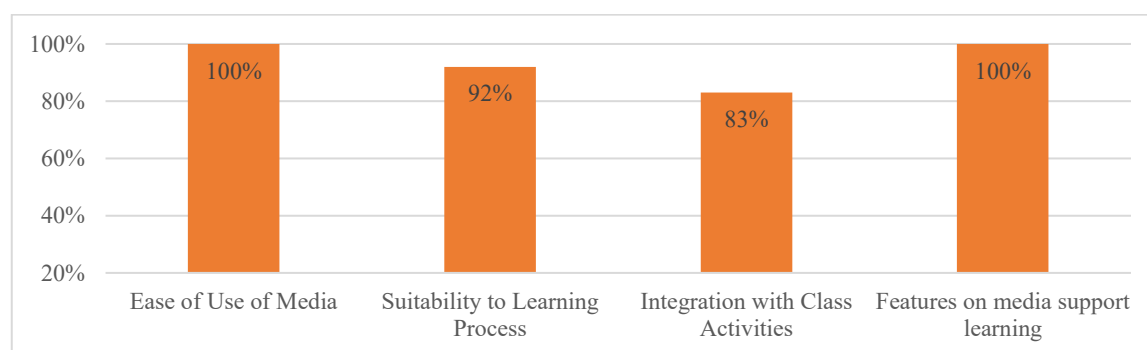 100%
80%
60%
40%
20%
100%
92%
83%
100%
Ease of Use of Media
Suitability to Learning
Process
Integration with Class
Activities
Features on media support
learning